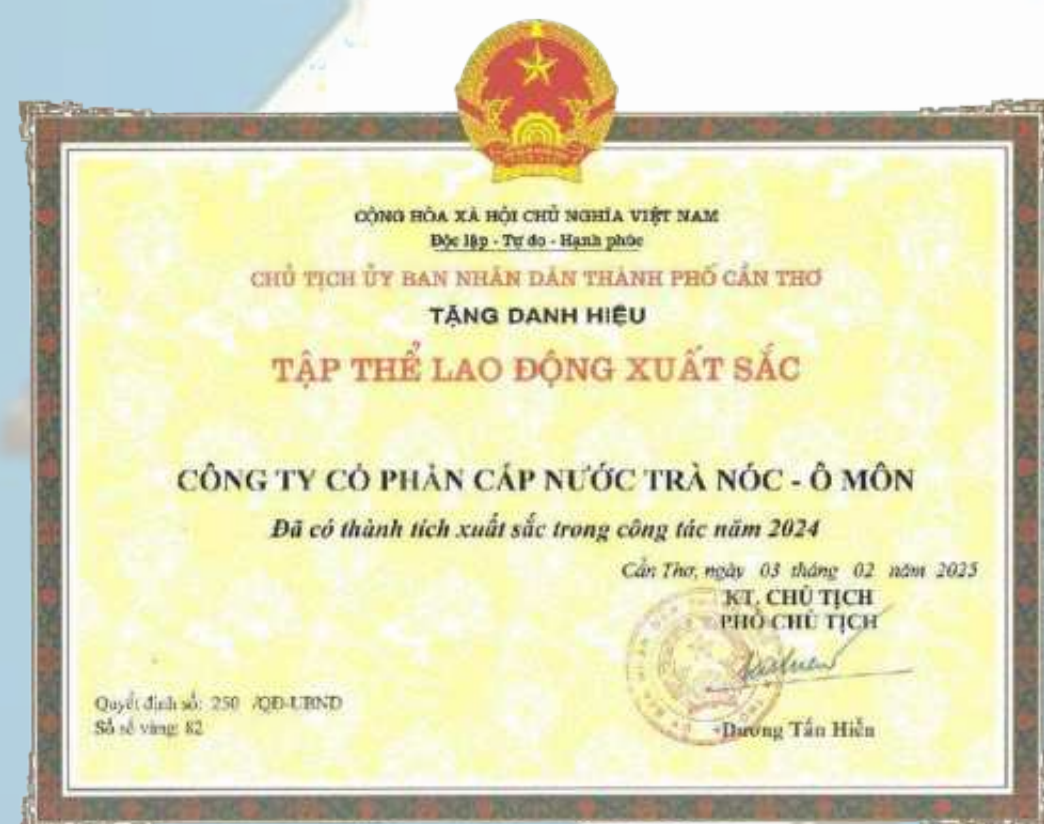 CỘNG HÒA XÃ HỘI CHỦ NGHĨA VIỆT NAM
Độc lập - Tự do - Hạnh phúc
CHỦ TỊCH ỦY BAN NHÂN DÂN THÀNH PHỐ CẦN THƠ
TẶNG DANH HIỆU
TẬP THỂ LAO ĐỘNG XUẤT SẮC
CÔNG TY CỔ PHẦN CẤP NƯỚC TRÀ NÓC - Ô MÔN
Đã có thành tích xuất sắc trong công tác năm 2024
Cần Thơ, ngày 03 tháng 02 năm 2025
KT. CHỦ TỊCH
PHÓ CHỦ TỊCH
Dương Tấn Hiển
Quyết định số: 250 /QĐ-UBND
Số sổ vàng: 82